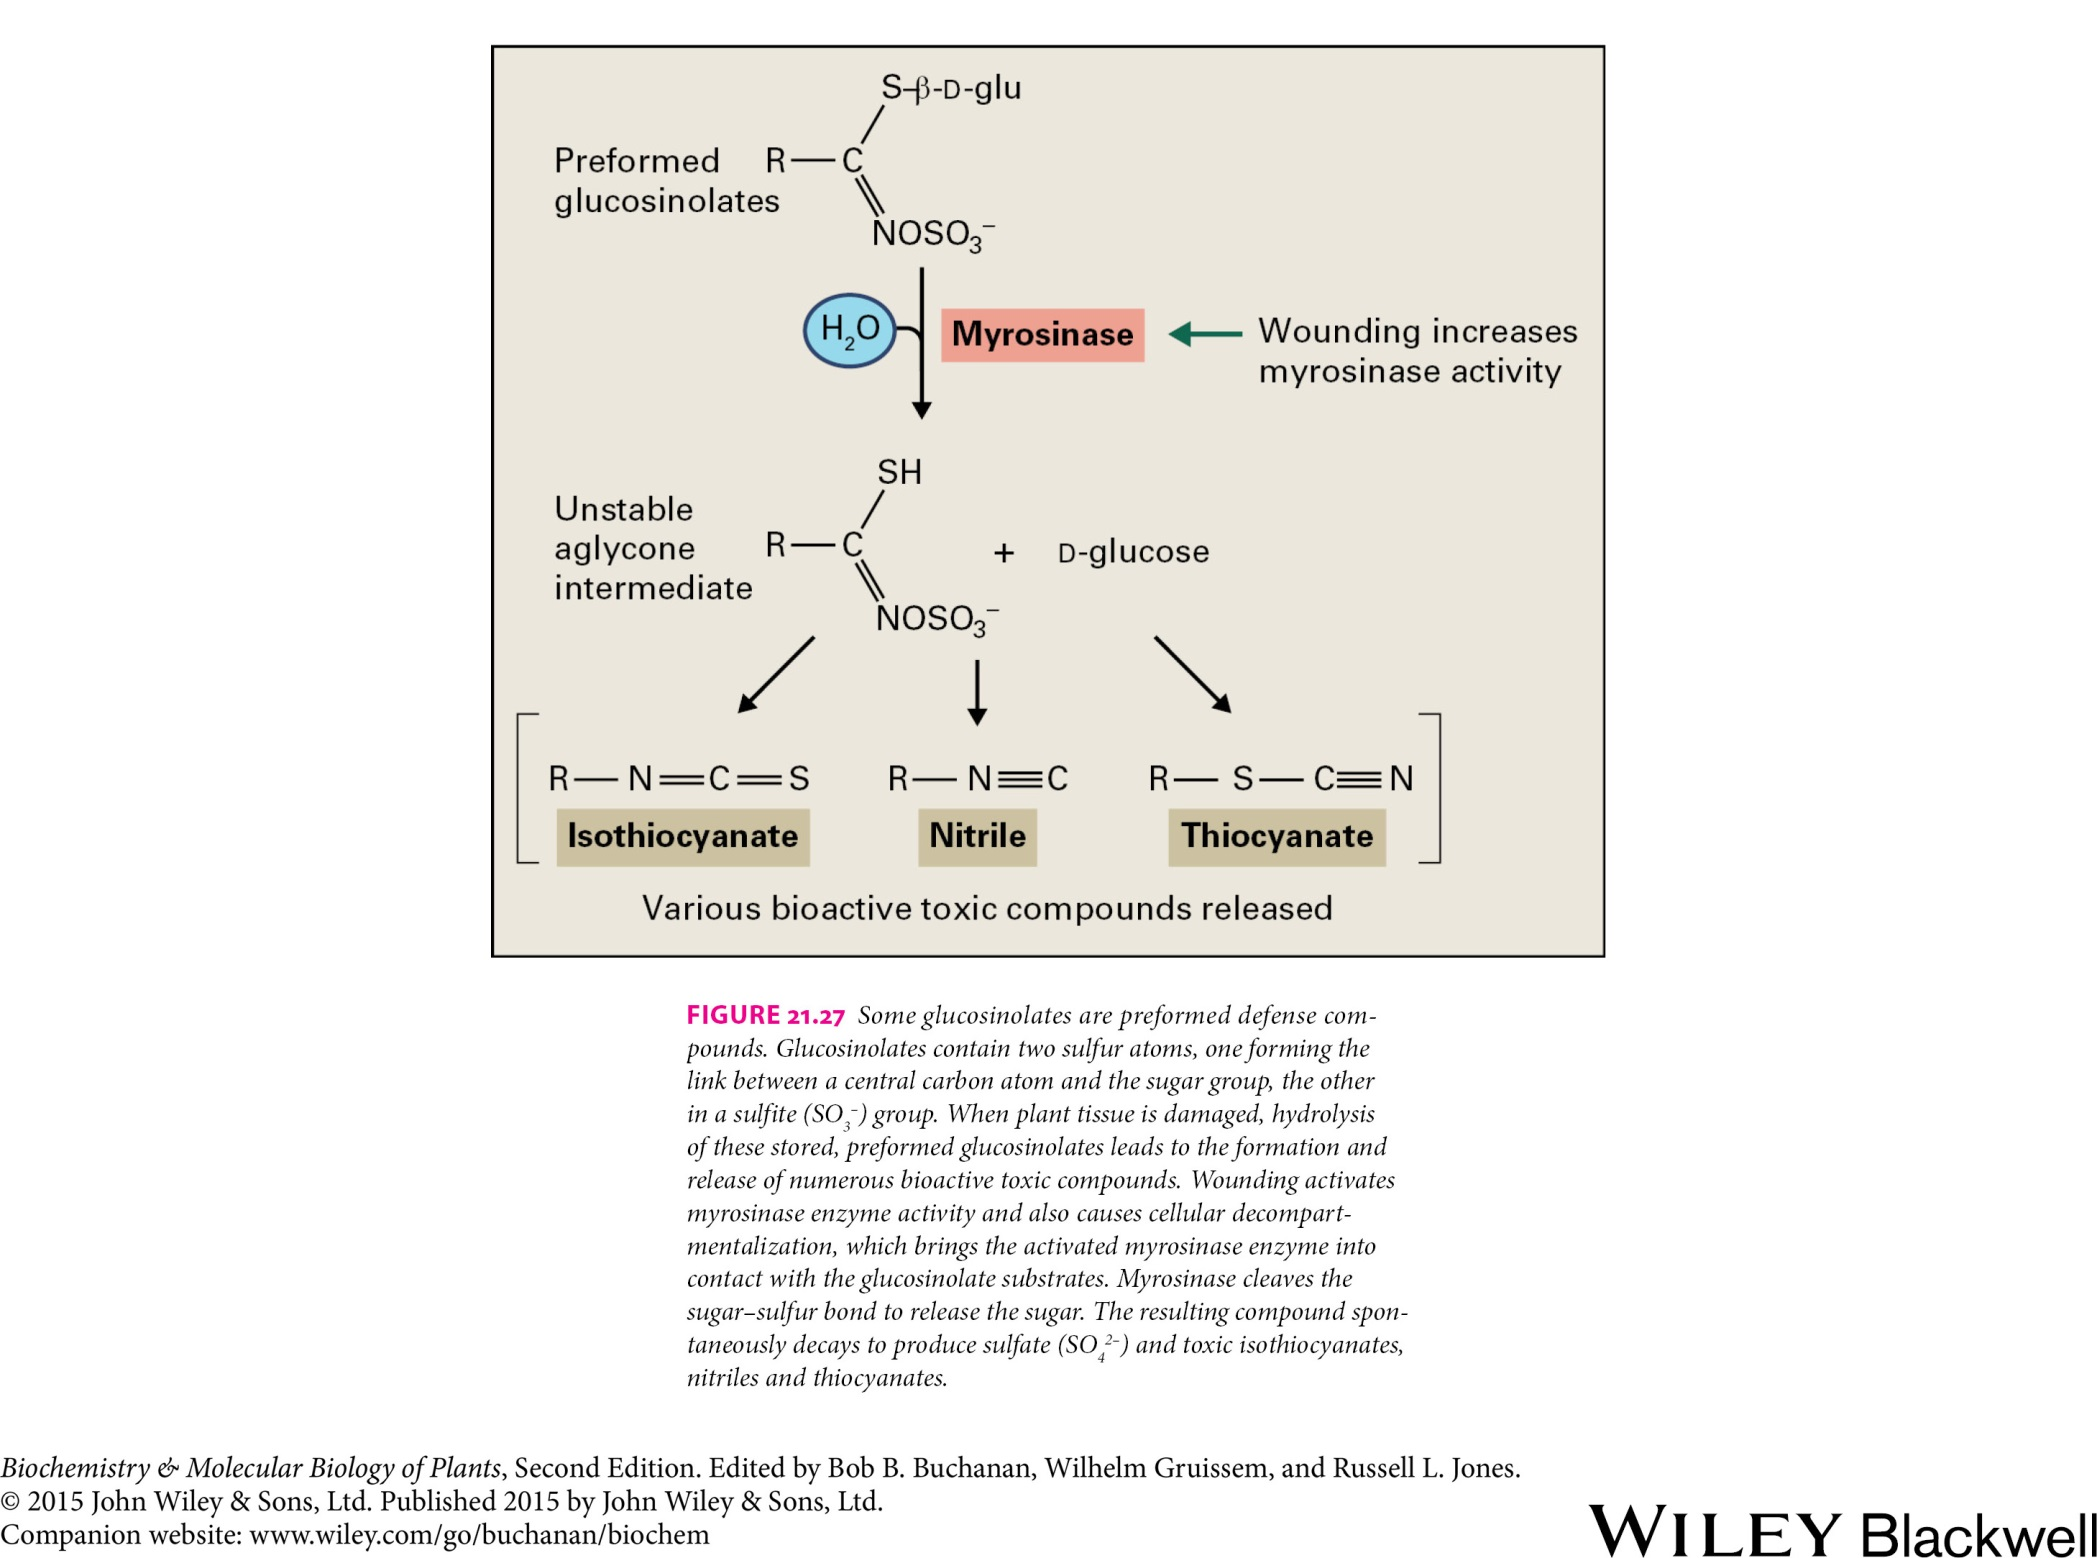 S-β-D-glu
Preformed
glucosinolates
R—C
NOSO₃⁻
H₂O
Myrosinase
Wounding increases
myrosinase activity
SH
Unstable
aglycone
intermediate
R—C
+ D-glucose
NOSO₃⁻
R—N=C=S
R—N≡C
R—S—C≡N
Isothiocyanate
Nitrile
Thiocyanate
Various bioactive toxic compounds released
FIGURE 21.27 Some glucosinolates are preformed defense com-
pounds. Glucosinolates contain two sulfur atoms, one forming the
link between a central carbon atom and the sugar group, the other
in a sulfite (SO₃⁻) group. When plant tissue is damaged, hydrolysis
of these stored, preformed glucosinolates leads to the formation and
release of numerous bioactive toxic compounds. Wounding activates
myrosinase enzyme activity and also causes cellular decompart-
mentalization, which brings the activated myrosinase enzyme into
contact with the glucosinolate substrates. Myrosinase cleaves the
sugar–sulfur bond to release the sugar. The resulting compound spon-
taneously decays to produce sulfate (SO₄²⁻) and toxic isothiocyanates,
nitriles and thiocyanates.
Biochemistry & Molecular Biology of Plants, Second Edition. Edited by Bob B. Buchanan, Wilhelm Gruissem, and Russell L. Jones.
© 2015 John Wiley & Sons, Ltd. Published 2015 by John Wiley & Sons, Ltd.
Companion website: www.wiley.com/go/buchanan/biochem
WILEY Blackwell